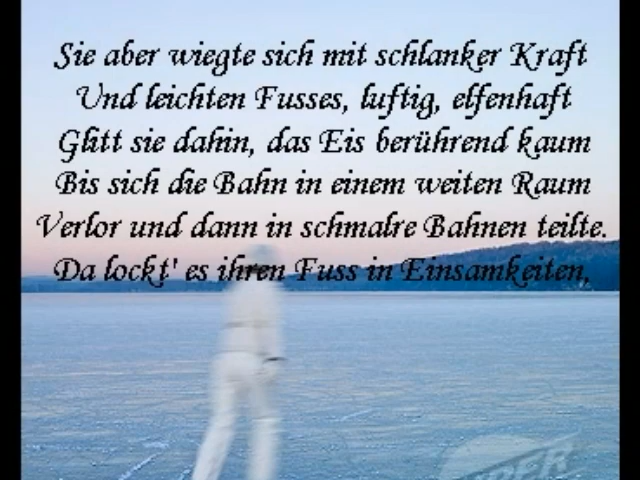 Sie aber wiegte sich mit schlanker Kraft
Und leichten Fusses, luftig, elfenhaft
Glitt sie dahin, das Eis berührend kaum
Bis sich die Bahn in einem weiten Raum
Verlor und dann in schmalre Bahnen teilte.
Da lockt' es ihren Fuss in Einsamkeiten,